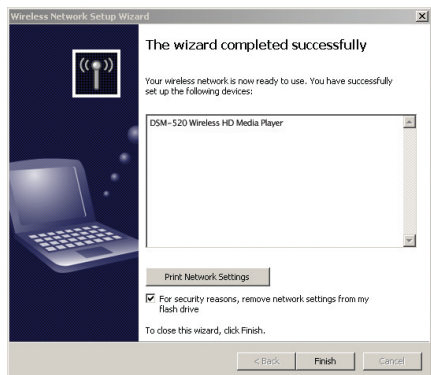 Wireless Network Setup Wizard
The wizard completed successfully
Your wireless network is now ready to use. You have successfully
set up the following devices:
DSM-520 Wireless HD Media Player
Print Network Settings
For security reasons, remove network settings from my
flash drive
To close this wizard, click Finish.
< Back
Finish
Cancel